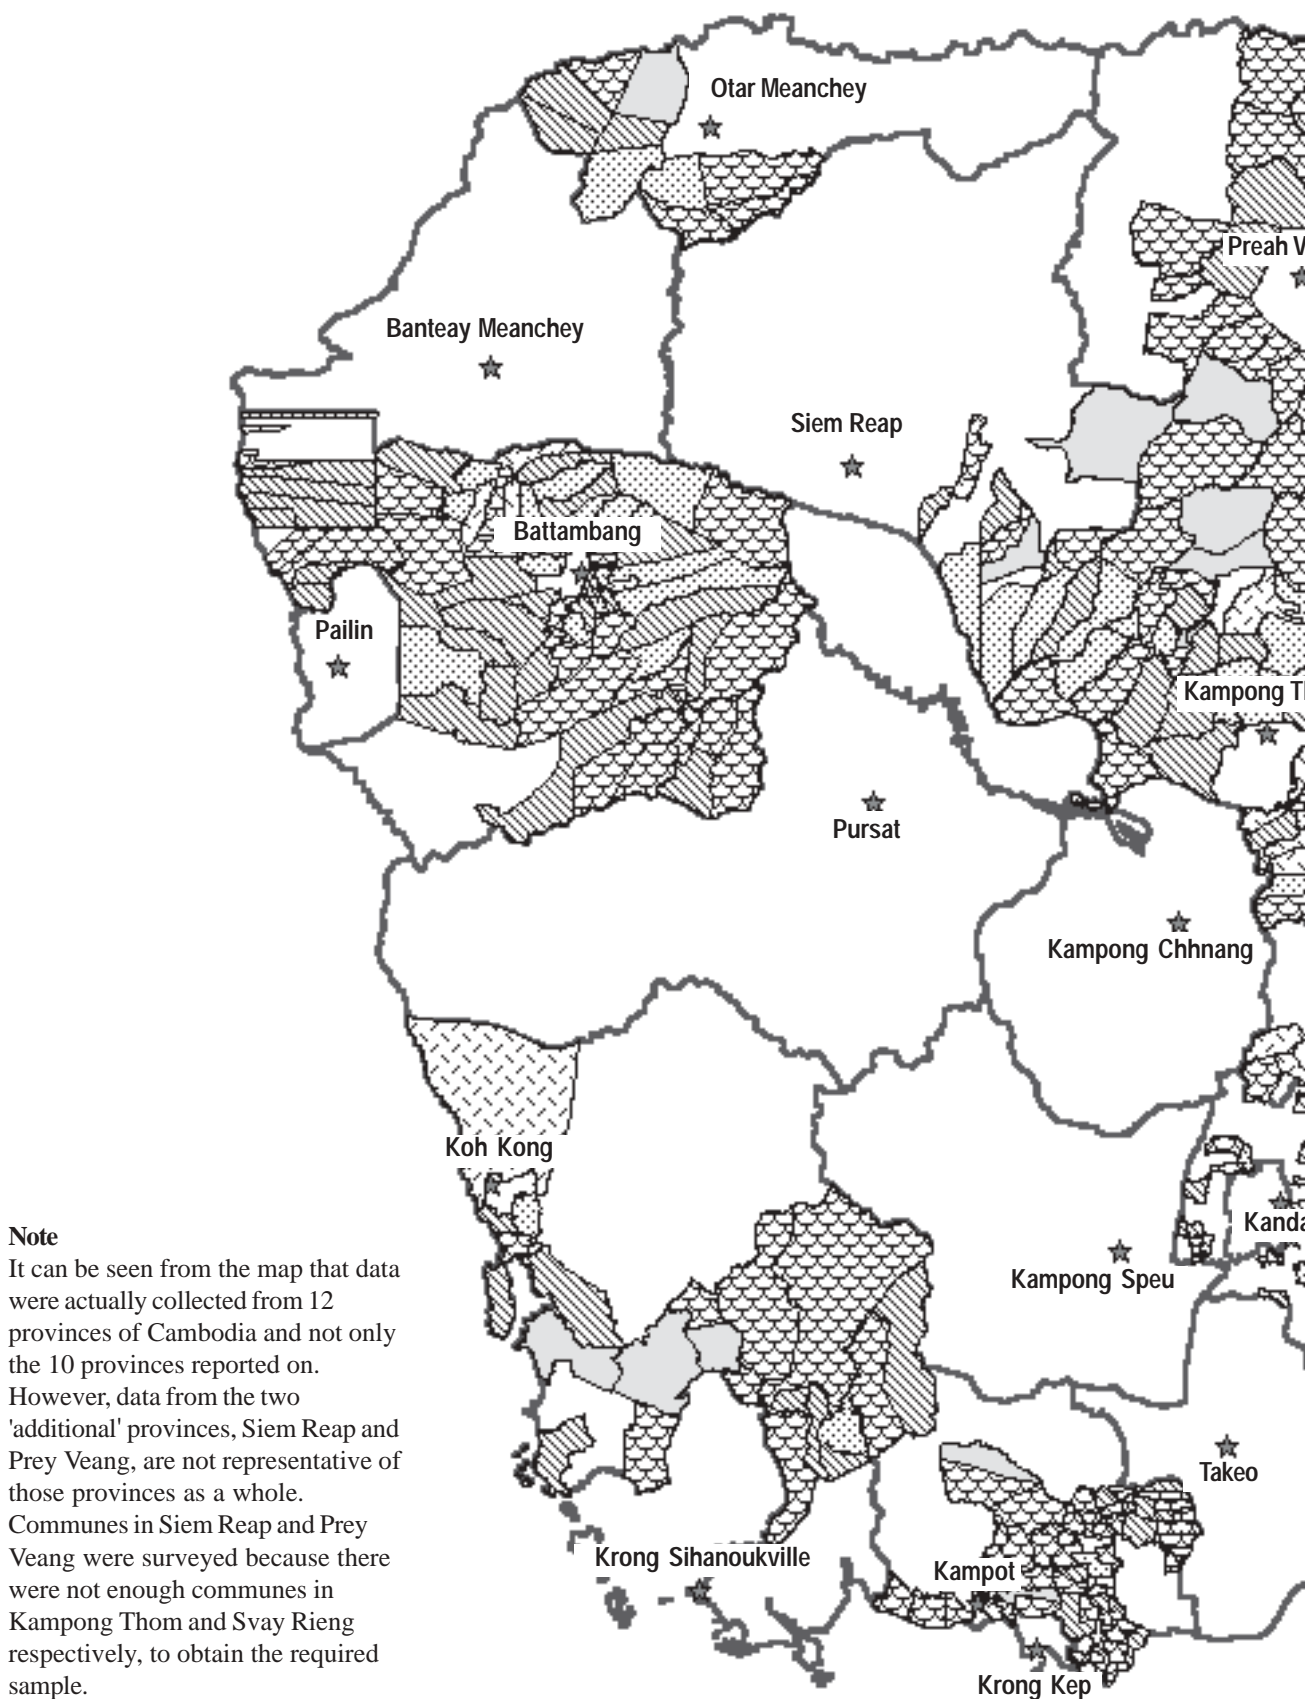 Otar Meanchey
Preah V
Banteay Meanchey
Siem Reap
Battambang
Pailin
Kampong Th
Pursat
Kampong Chhnang
Koh Kong
Kanda
Kampong Speu
Takeo
Krong Sihanoukville
Kampot
Krong Kep
Note
It can be seen from the map that data
were actually collected from 12
provinces of Cambodia and not only
the 10 provinces reported on.
However, data from the two
'additional' provinces, Siem Reap and
Prey Veang, are not representative of
those provinces as a whole.
Communes in Siem Reap and Prey
Veang were surveyed because there
were not enough communes in
Kampong Thom and Svay Rieng
respectively, to obtain the required
sample.